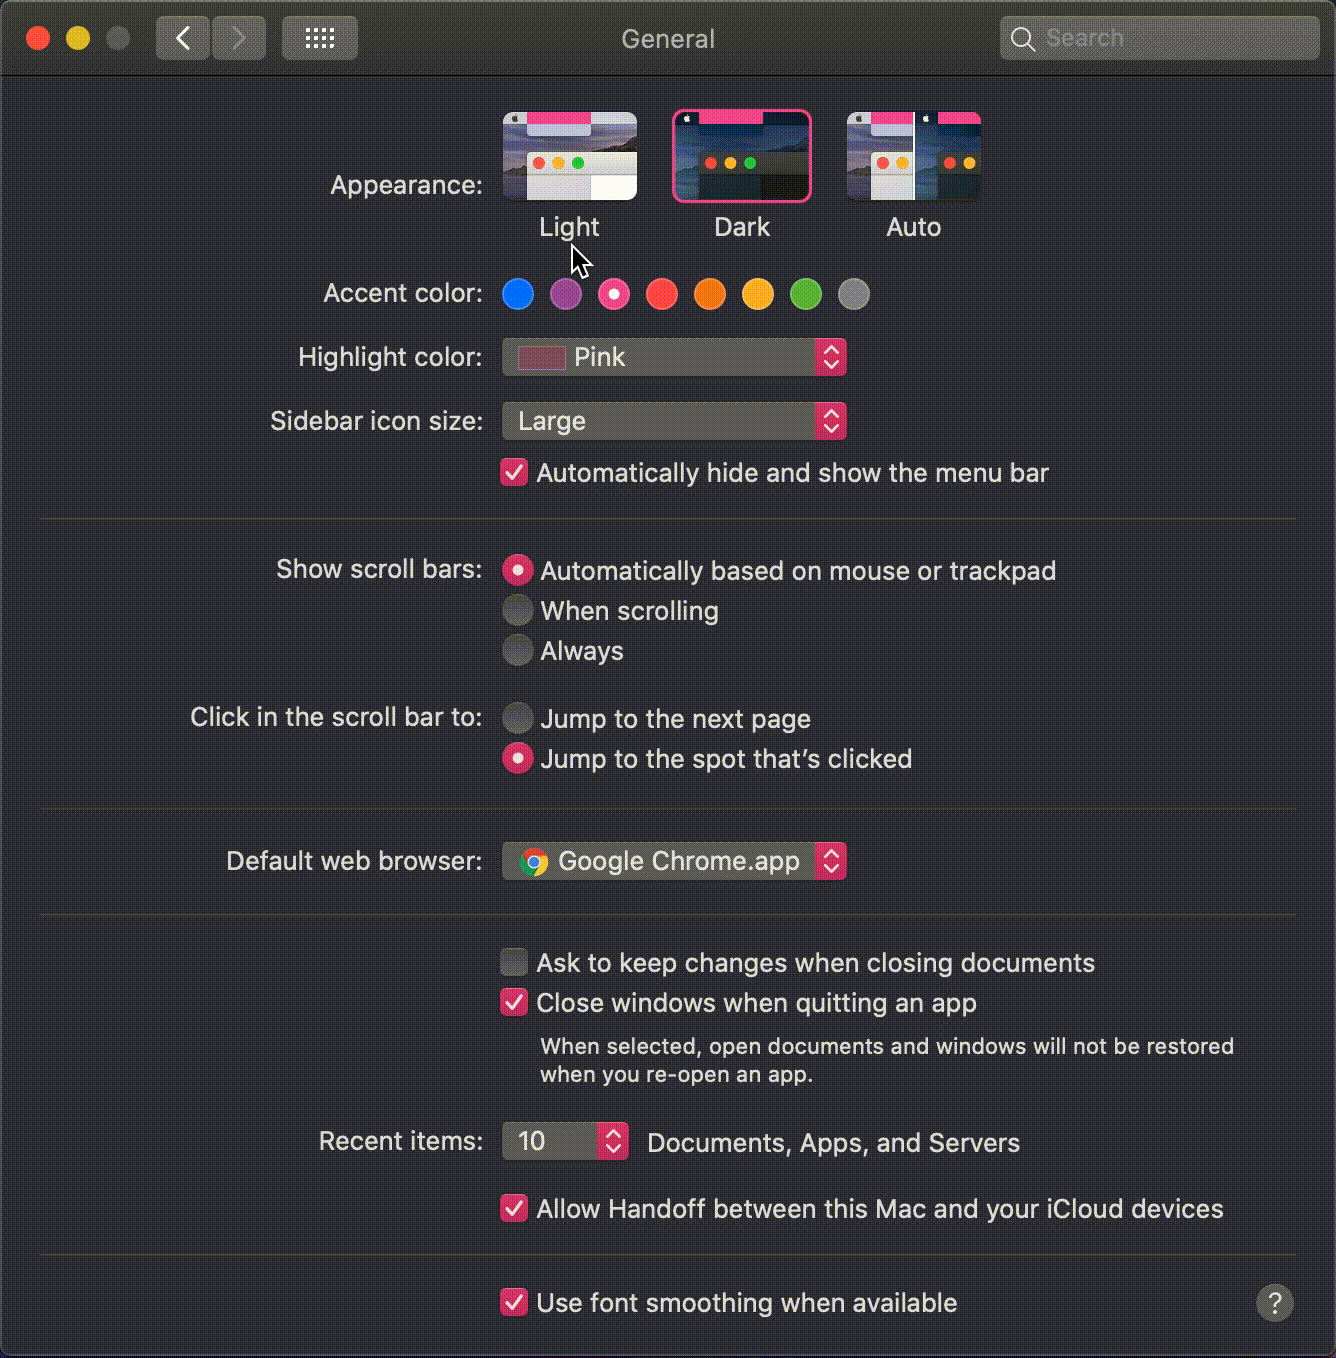 General
Search
Appearance:
Light
Dark
Auto
Accent color:
Highlight color:
Pink
Sidebar icon size:
Large
Automatically hide and show the menu bar
Show scroll bars:
Automatically based on mouse or trackpad
When scrolling
Always
Click in the scroll bar to:
Jump to the next page
Jump to the spot that’s clicked
Default web browser:
Google Chrome.app
Ask to keep changes when closing documents
Close windows when quitting an app
When selected, open documents and windows will not be restored
when you re-open an app.
Recent items:
10
Documents, Apps, and Servers
Allow Handoff between this Mac and your iCloud devices
Use font smoothing when available
?